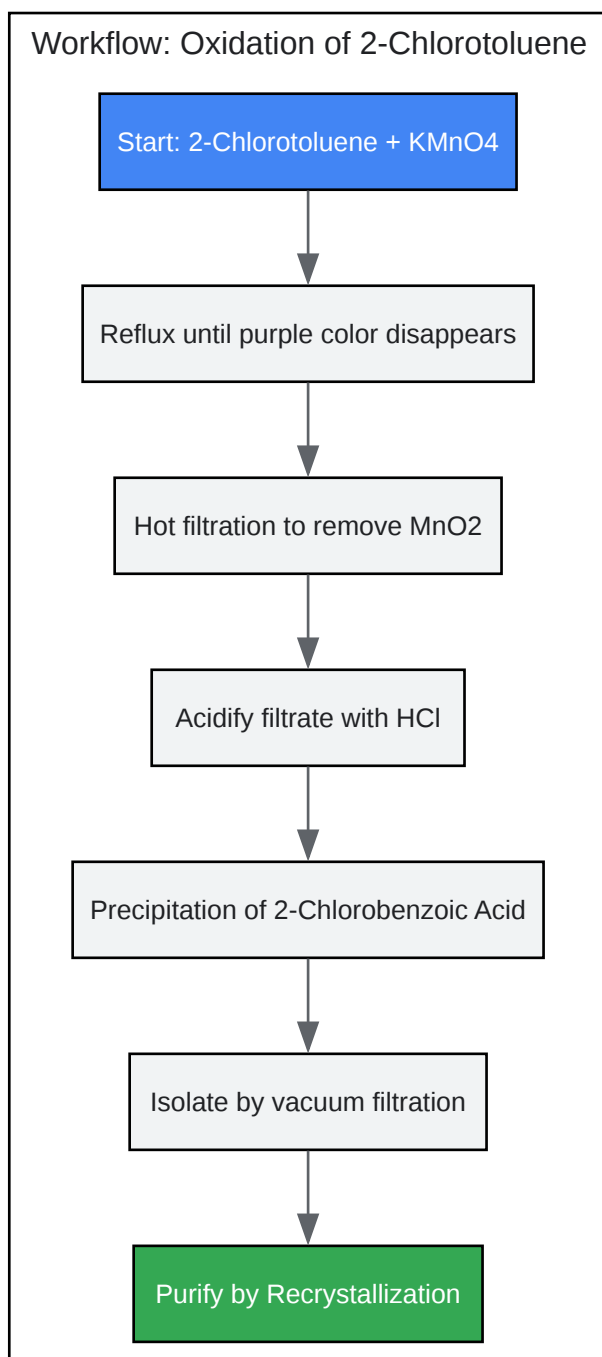 Workflow: Oxidation of 2-Chlorotoluene
Start: 2-Chlorotoluene + KMnO4
Reflux until purple color disappears
Hot filtration to remove MnO2
Acidify filtrate with HCl
Precipitation of 2-Chlorobenzoic Acid
Isolate by vacuum filtration
Purify by Recrystallization